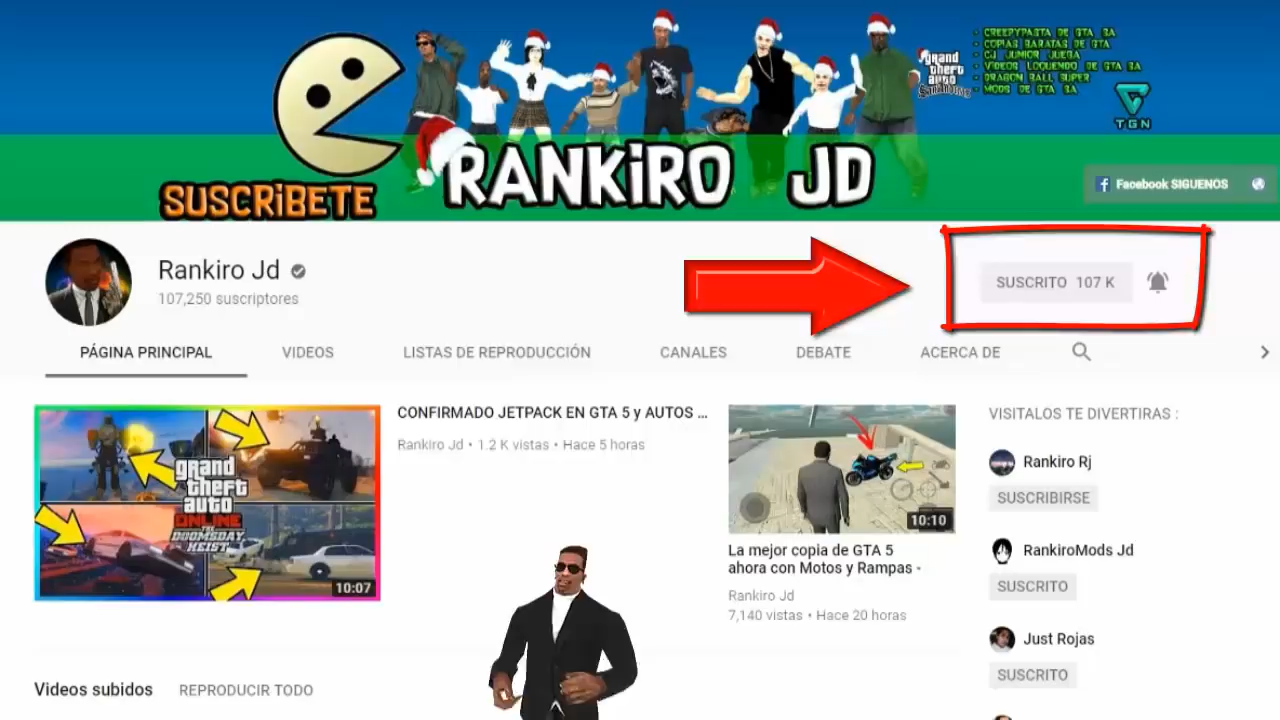 CREEPYPASTA DE GTA SA
COPIAS BARATAS DE GTA
CJ JUNIOR JUEGA
VIDEOS LOQUENDO DE GTA SA
DRAGON BALL SUPER
MODS DE GTA SA
grand
theft
auto
SanAndreas
TGN
RANKiRO JD
SUSCRiBETE
Facebook SIGUENOS
Rankiro Jd
107,250 suscriptores
SUSCRITO 107 K
PÁGINA PRINCIPAL
VIDEOS
LISTAS DE REPRODUCCIÓN
CANALES
DEBATE
ACERCA DE
grand
theft
auto
ONLINE
THE
DOOMSDAY
HEIST
10:07
CONFIRMADO JETPACK EN GTA 5 y AUTOS ...
Rankiro Jd • 1.2 K vistas • Hace 5 horas
10:10
La mejor copia de GTA 5
ahora con Motos y Rampas -
Rankiro Jd
7,140 vistas • Hace 20 horas
VISITALOS TE DIVERTIRAS :
Rankiro Rj
SUSCRIBIRSE
RankiroMods Jd
SUSCRITO
Just Rojas
SUSCRITO
Videos subidos
REPRODUCIR TODO